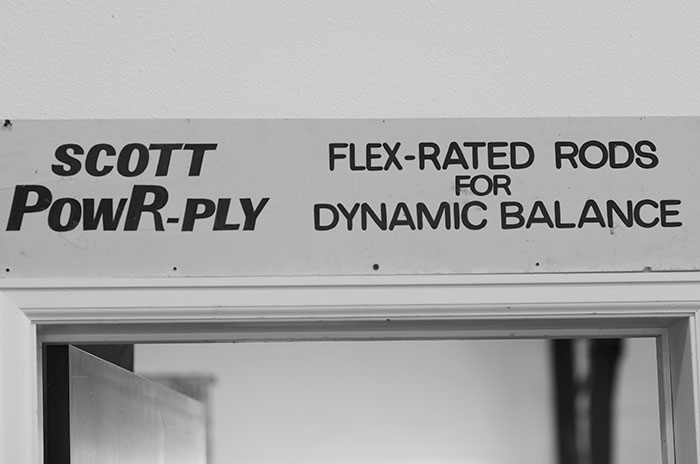 SCOTT
POWR-PLY
FLEX-RATED RODS
FOR
DYNAMIC BALANCE